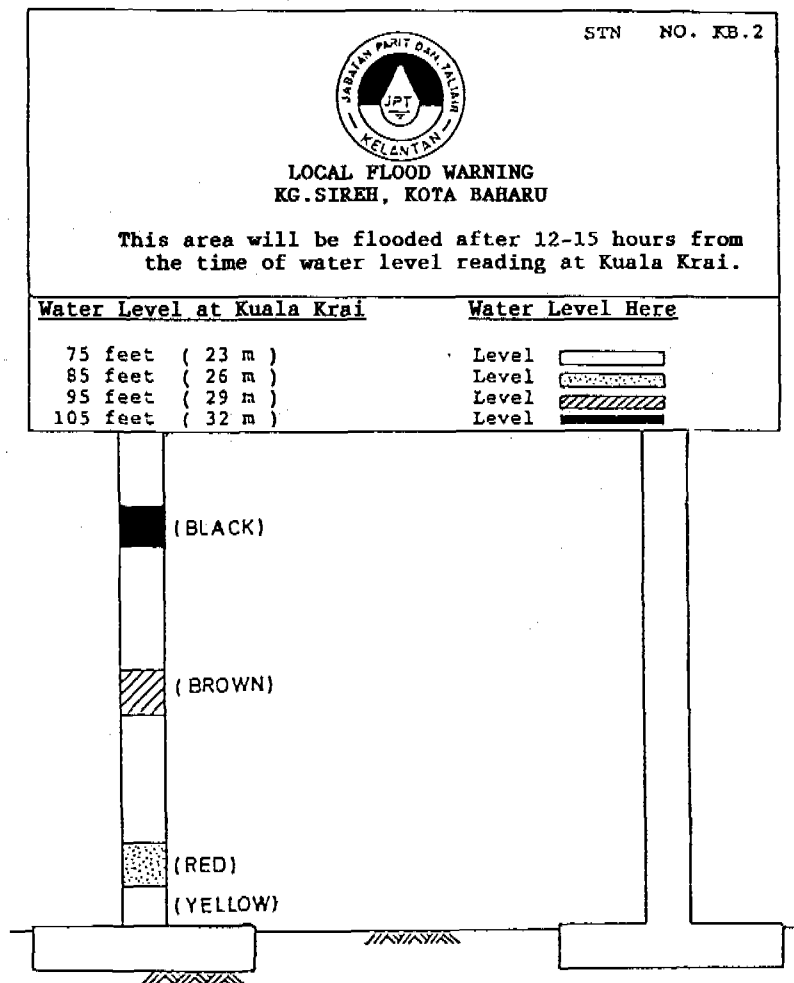 STN NO. KB.2
JABATAN PARIT DAN TALIAIR
JPT
KELANTAN
LOCAL FLOOD WARNING
KG.SIREH, KOTA BAHARU
This area will be flooded after 12-15 hours from
the time of water level reading at Kuala Krai.
Water Level at Kuala Krai Water Level Here
75 feet ( 23 m ) Level
85 feet ( 26 m ) Level
95 feet ( 29 m ) Level
105 feet ( 32 m ) Level
(BLACK)
(BROWN)
(RED)
(YELLOW)